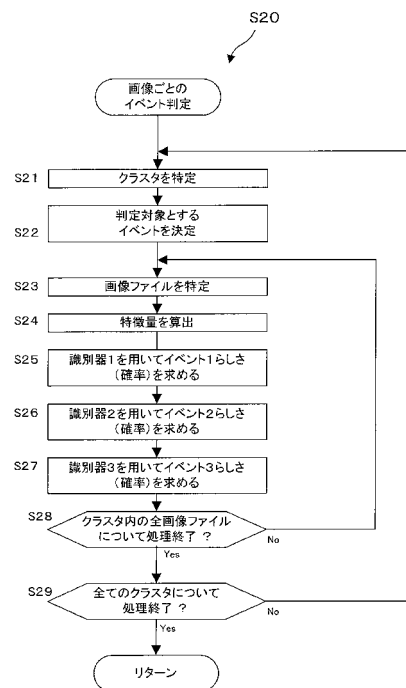 S20
画像ごとの
イベント判定
S21
クラスタを特定
S22
判定対象とする
イベントを決定
S23
画像ファイルを特定
S24
特徴量を算出
S25
識別器1を用いてイベント1らしさ
(確率)を求める
S26
識別器2を用いてイベント2らしさ
(確率)を求める
S27
識別器3を用いてイベント3らしさ
(確率)を求める
S28
クラスタ内の全画像ファイル
について処理終了 ?
No
Yes
S29
全てのクラスタについて
処理終了 ?
No
Yes
リターン